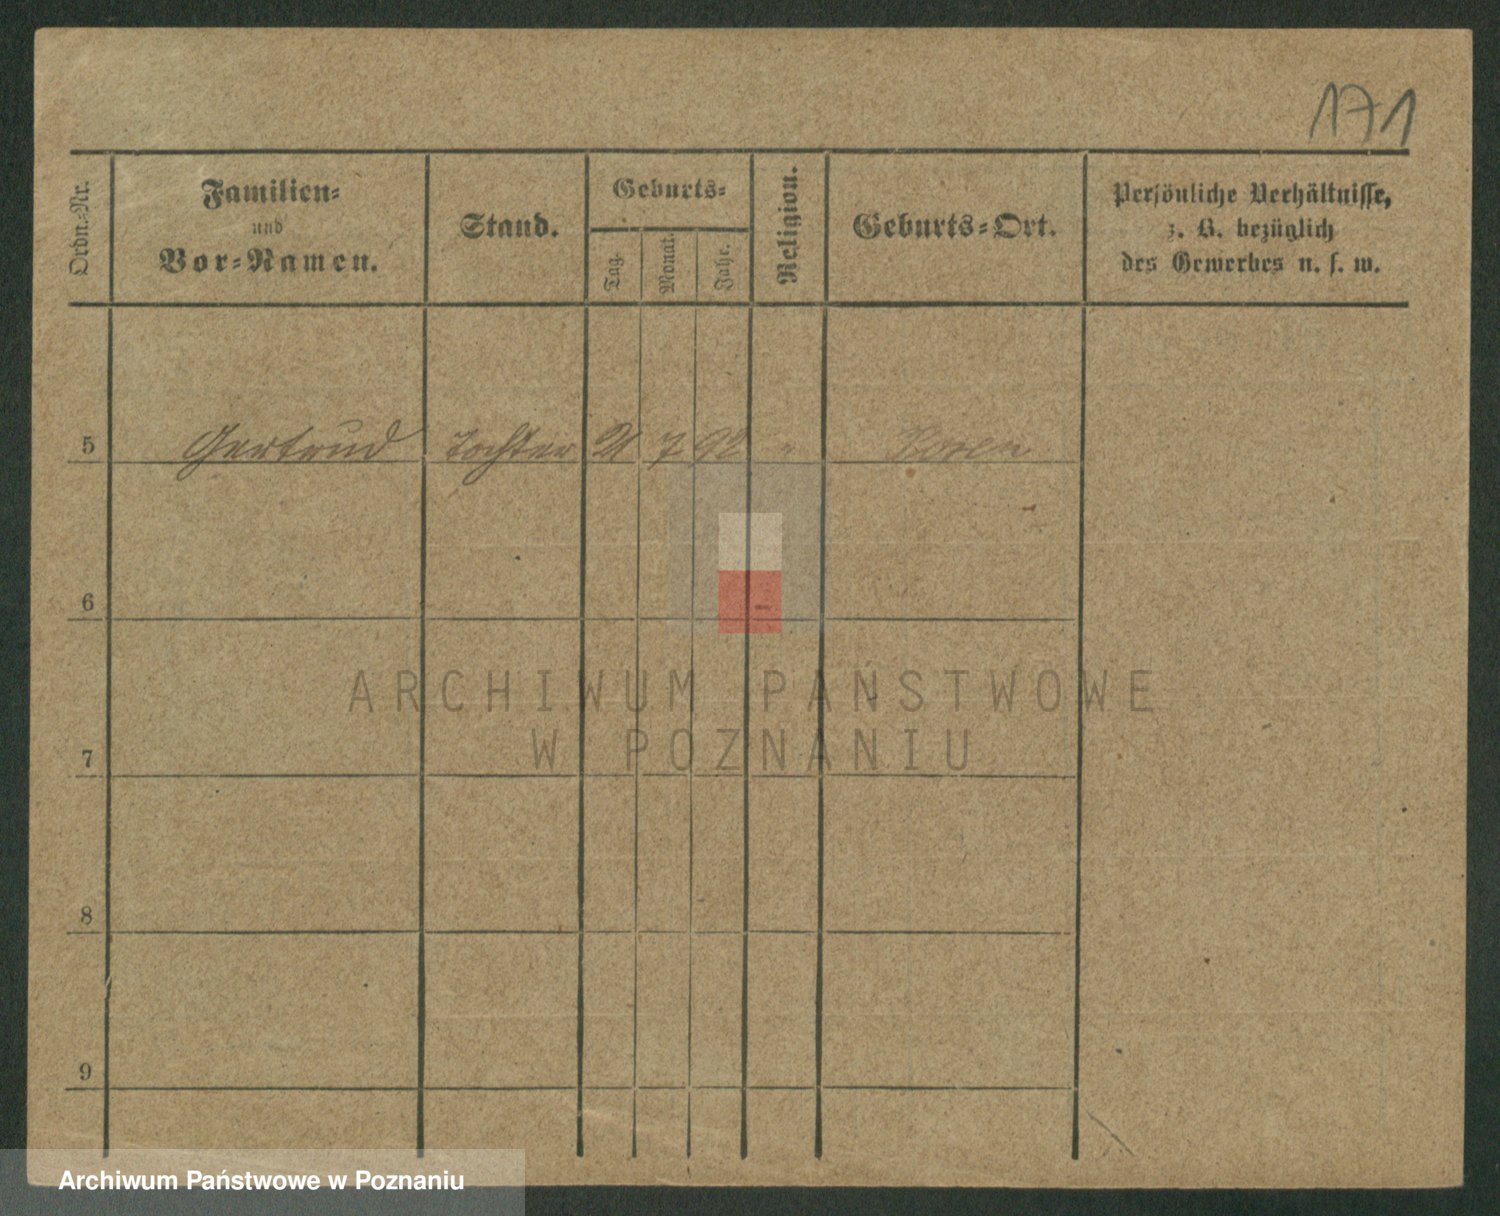 171
Ordn.-Nr.
Familien-
und
Vor-Namen.
Stand.
Geburts-
Tag.
Monat.
Jahr.
Religion.
Geburts-Ort.
Persönliche Verhältnisse,
z. B. bezüglich
des Gewerbes u. s. w.
5 Gertrud Tochter 21 7 92 " Posen
6
7
8
9
ARCHIWUM PAŃSTWOWE
W POZNANIU
Archiwum Państwowe w Poznaniu